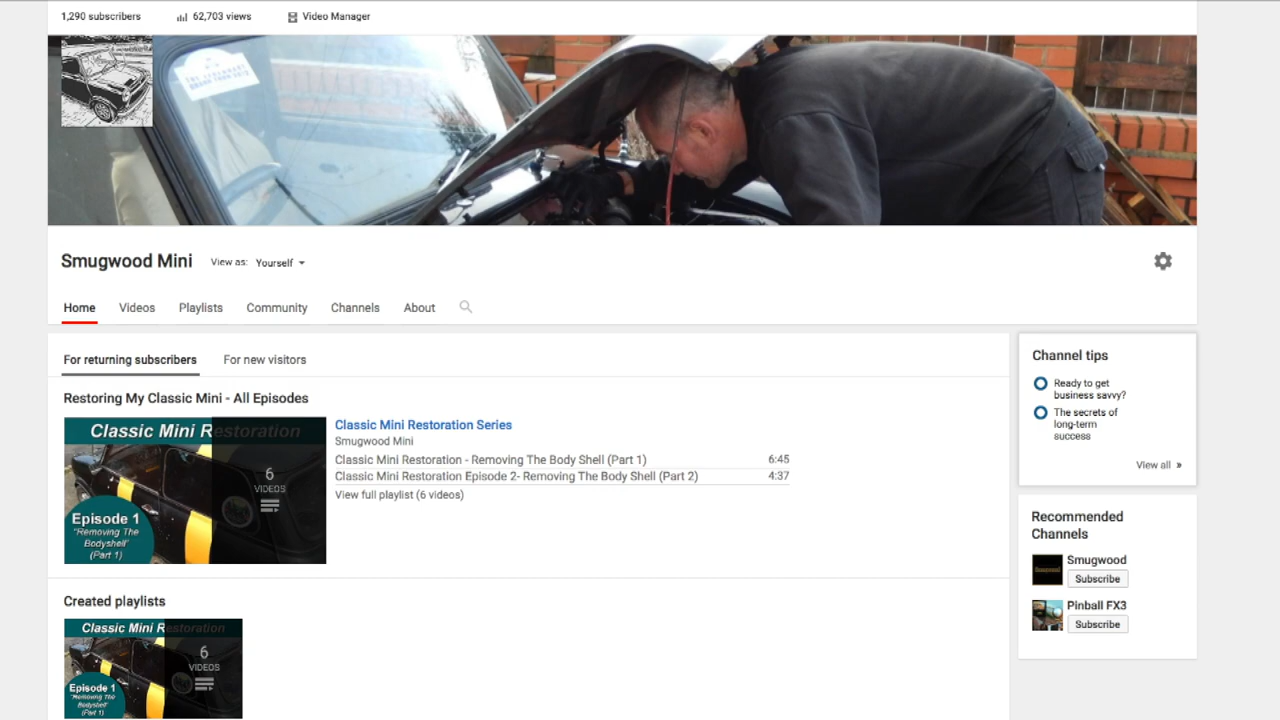 1,290 subscribers
62,703 views
Video Manager
Smugwood Mini
View as: Yourself
Home
Videos
Playlists
Community
Channels
About
For returning subscribers
For new visitors
Restoring My Classic Mini - All Episodes
Classic Mini Restoration
6
VIDEOS
Episode 1
"Removing The
Bodyshell"
(Part 1)
Classic Mini Restoration Series
Smugwood Mini
Classic Mini Restoration - Removing The Body Shell (Part 1) 6:45
Classic Mini Restoration Episode 2- Removing The Body Shell (Part 2) 4:37
View full playlist (6 videos)
Created playlists
Classic Mini Restoration
6
VIDEOS
Episode 1
"Removing The
Bodyshell"
(Part 1)
Channel tips
Ready to get
business savvy?
The secrets of
long-term
success
View all »
Recommended
Channels
Smugwood
Subscribe
Pinball FX3
Subscribe